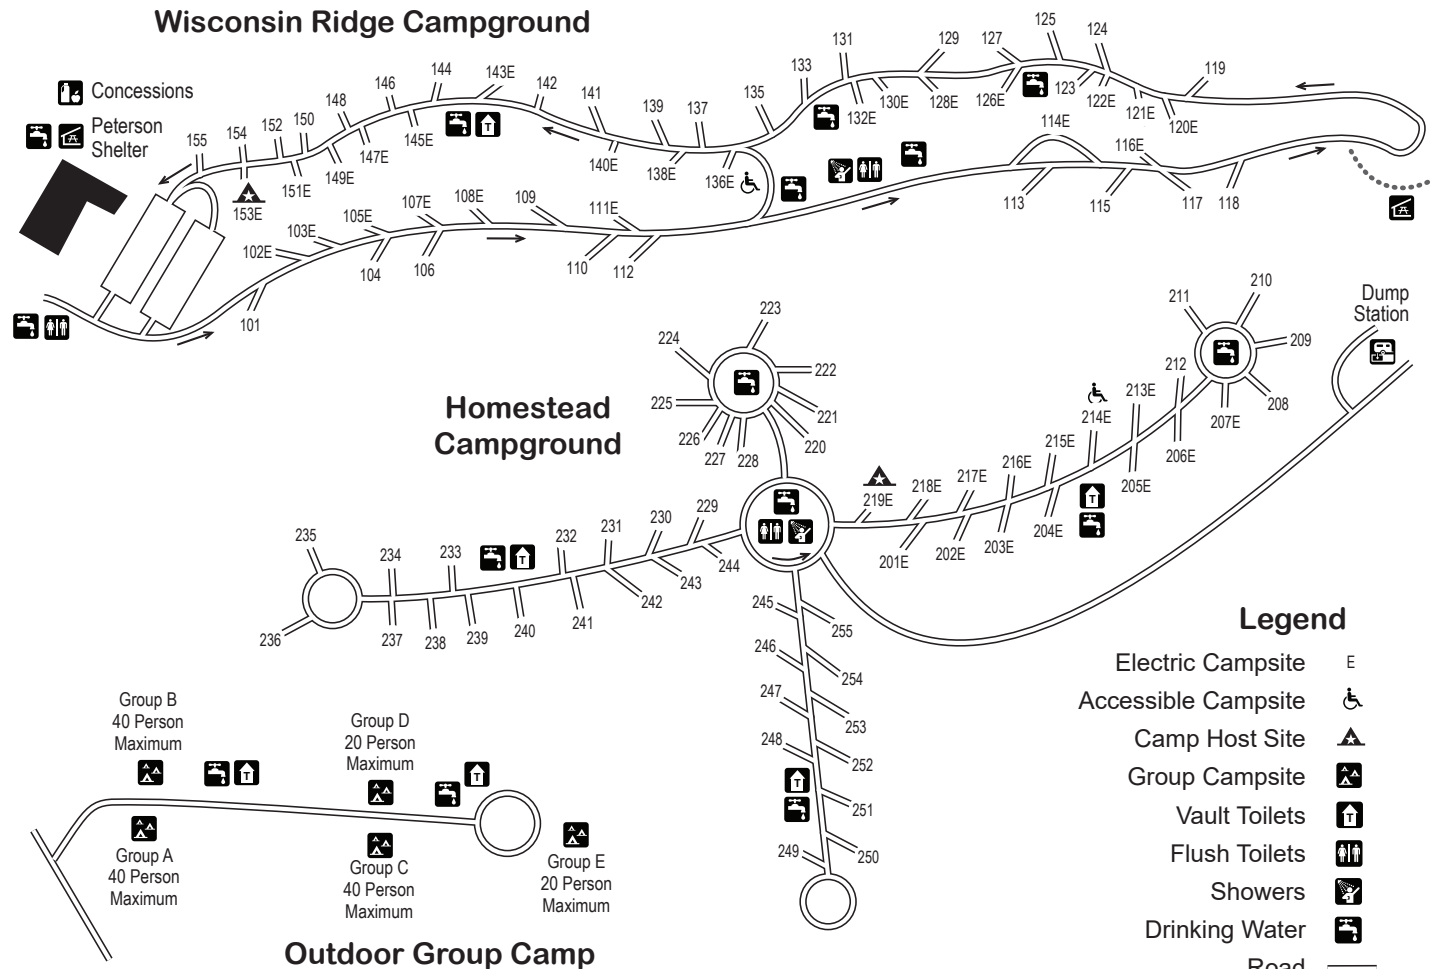 Wisconsin Ridge Campground
Concessions
Peterson
Shelter
155
154
152
150
148
146
144
143E
142
141
139
137
135
133
131
129
127
125
124
119
153E
151E
149E
147E
145E
140E
138E
136E
132E
130E
128E
126E
123
122E
121E
120E
101
102E
103E
105E
104
107E
106
108E
109
111E
110
112
113
114E
115
116E
117
118
Homestead
Campground
223
224
222
225
221
226
227
228
220
211
210
209
208
207E
212
213E
214E
215E
216E
217E
218E
219E
206E
205E
204E
203E
202E
201E
Dump
Station
235
236
234
233
232
231
230
229
237
238
239
240
241
242
243
244
245
246
247
248
249
255
254
253
252
251
250
T
T
T
T
Group B
40 Person
Maximum
Group D
20 Person
Maximum
T
T
Group A
40 Person
Maximum
Group C
40 Person
Maximum
Group E
20 Person
Maximum
Outdoor Group Camp
Legend
Electric Campsite E
Accessible Campsite
Camp Host Site
Group Campsite
Vault Toilets T
Flush Toilets
Showers
Drinking Water
Road